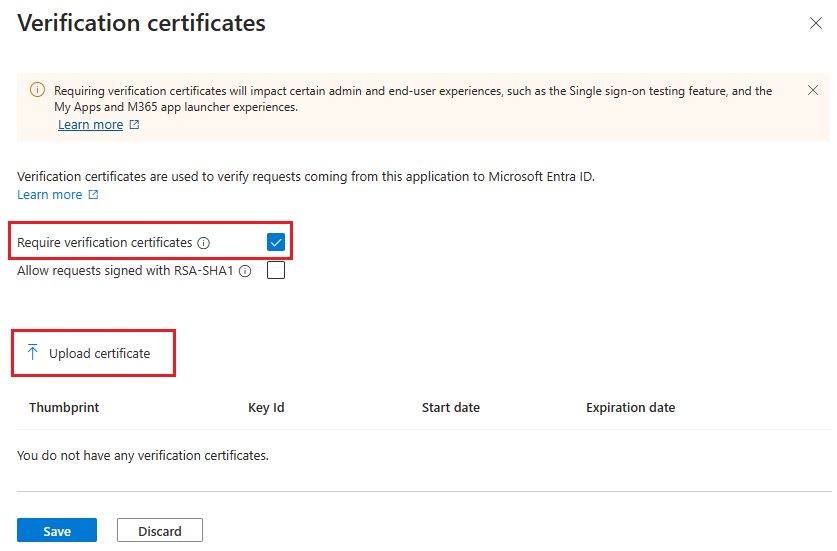 Verification certificates
Requiring verification certificates will impact certain admin and end-user experiences, such as the Single sign-on testing feature, and the
My Apps and M365 app launcher experiences.
Learn more
Verification certificates are used to verify requests coming from this application to Microsoft Entra ID.
Learn more
Require verification certificates
Allow requests signed with RSA-SHA1
Upload certificate
Thumbprint Key Id Start date Expiration date
You do not have any verification certificates.
Save Discard